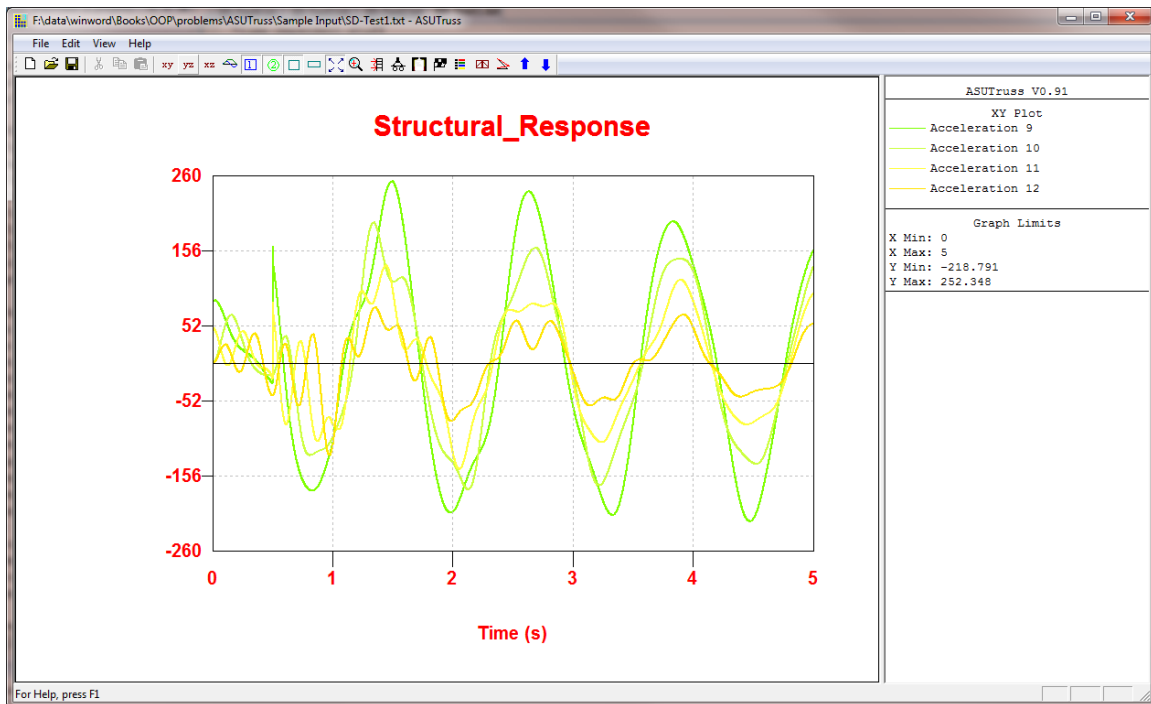 F:\data\winword\Books\OOP\problems\ASUTruss\Sample Input\SD-Test1.txt - ASUTruss
File Edit View Help
xy yz xz 1 2
Structural_Response
260
156
52
-52
-156
-260
0 1 2 3 4 5
Time (s)
ASUTruss V0.91
XY Plot
Acceleration 9
Acceleration 10
Acceleration 11
Acceleration 12
Graph Limits
X Min: 0
X Max: 5
Y Min: -218.791
Y Max: 252.348
For Help, press F1